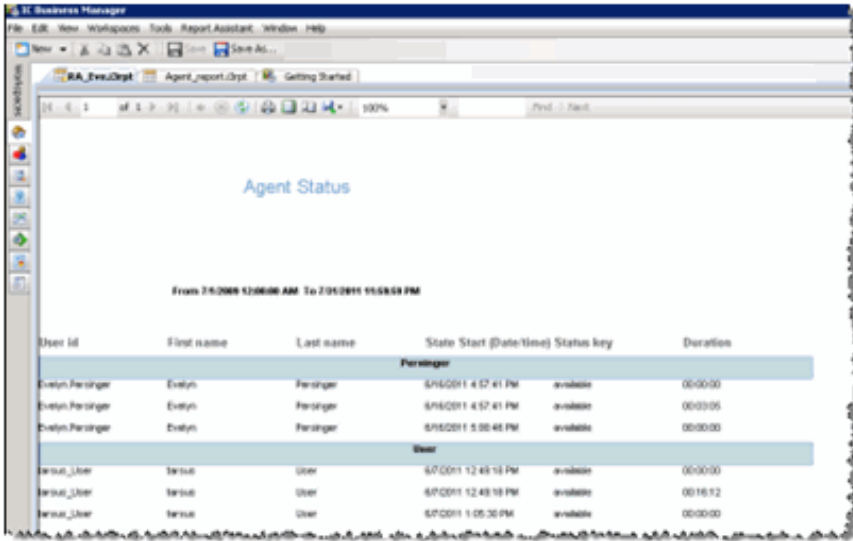 IC Business Manager
File Edit View Workspaces Tools Report Assistant Window Help
New Save Save As...
RA_Eve.i3rpt Agent_report.i3rpt Getting Started
1 of 1 100% Find Next
Agent Status
From 7/1/2009 12:00:00 AM To 7/31/2011 11:59:59 PM
User id First name Last name State Start (Date/time) Status key Duration
Persinger
Evelyn.Persinger Evelyn Persinger 6/16/2011 4:57:41 PM available 00:00:00
Evelyn.Persinger Evelyn Persinger 6/16/2011 4:57:41 PM available 00:03:05
Evelyn.Persinger Evelyn Persinger 6/16/2011 5:00:46 PM available 00:00:00
User
tarsus_User tarsus User 6/7/2011 12:49:18 PM available 00:00:00
tarsus_User tarsus User 6/7/2011 12:49:18 PM available 00:16:12
tarsus_User tarsus User 6/7/2011 1:05:30 PM available 00:00:00